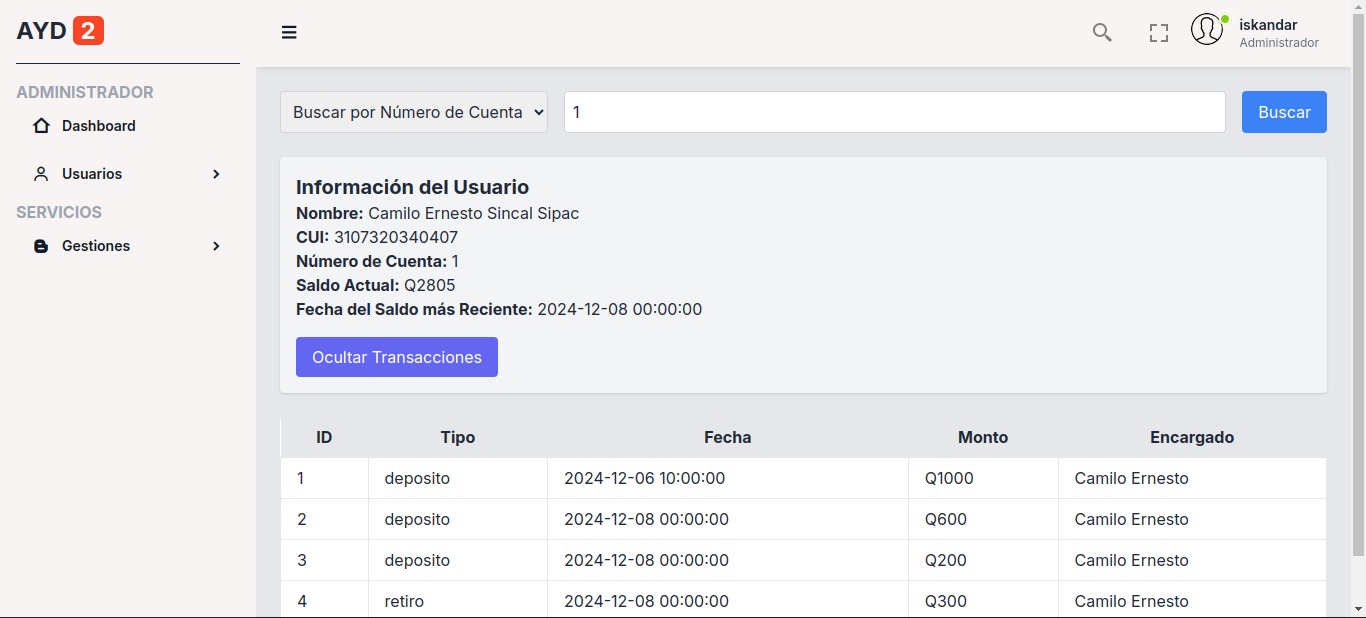 AYD 2
iskandar
Administrador
ADMINISTRADOR
Dashboard
Usuarios
SERVICIOS
Gestiones
Buscar por Número de Cuenta 1 Buscar
Información del Usuario
Nombre: Camilo Ernesto Sincal Sipac
CUI: 3107320340407
Número de Cuenta: 1
Saldo Actual: Q2805
Fecha del Saldo más Reciente: 2024-12-08 00:00:00
Ocultar Transacciones
ID Tipo Fecha Monto Encargado
1 deposito 2024-12-06 10:00:00 Q1000 Camilo Ernesto
2 deposito 2024-12-08 00:00:00 Q600 Camilo Ernesto
3 deposito 2024-12-08 00:00:00 Q200 Camilo Ernesto
4 retiro 2024-12-08 00:00:00 Q300 Camilo Ernesto